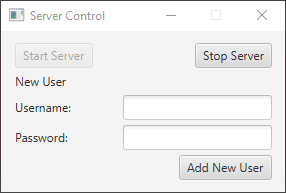 Server Control
Start Server Stop Server
New User
Username:
Password:
Add New User